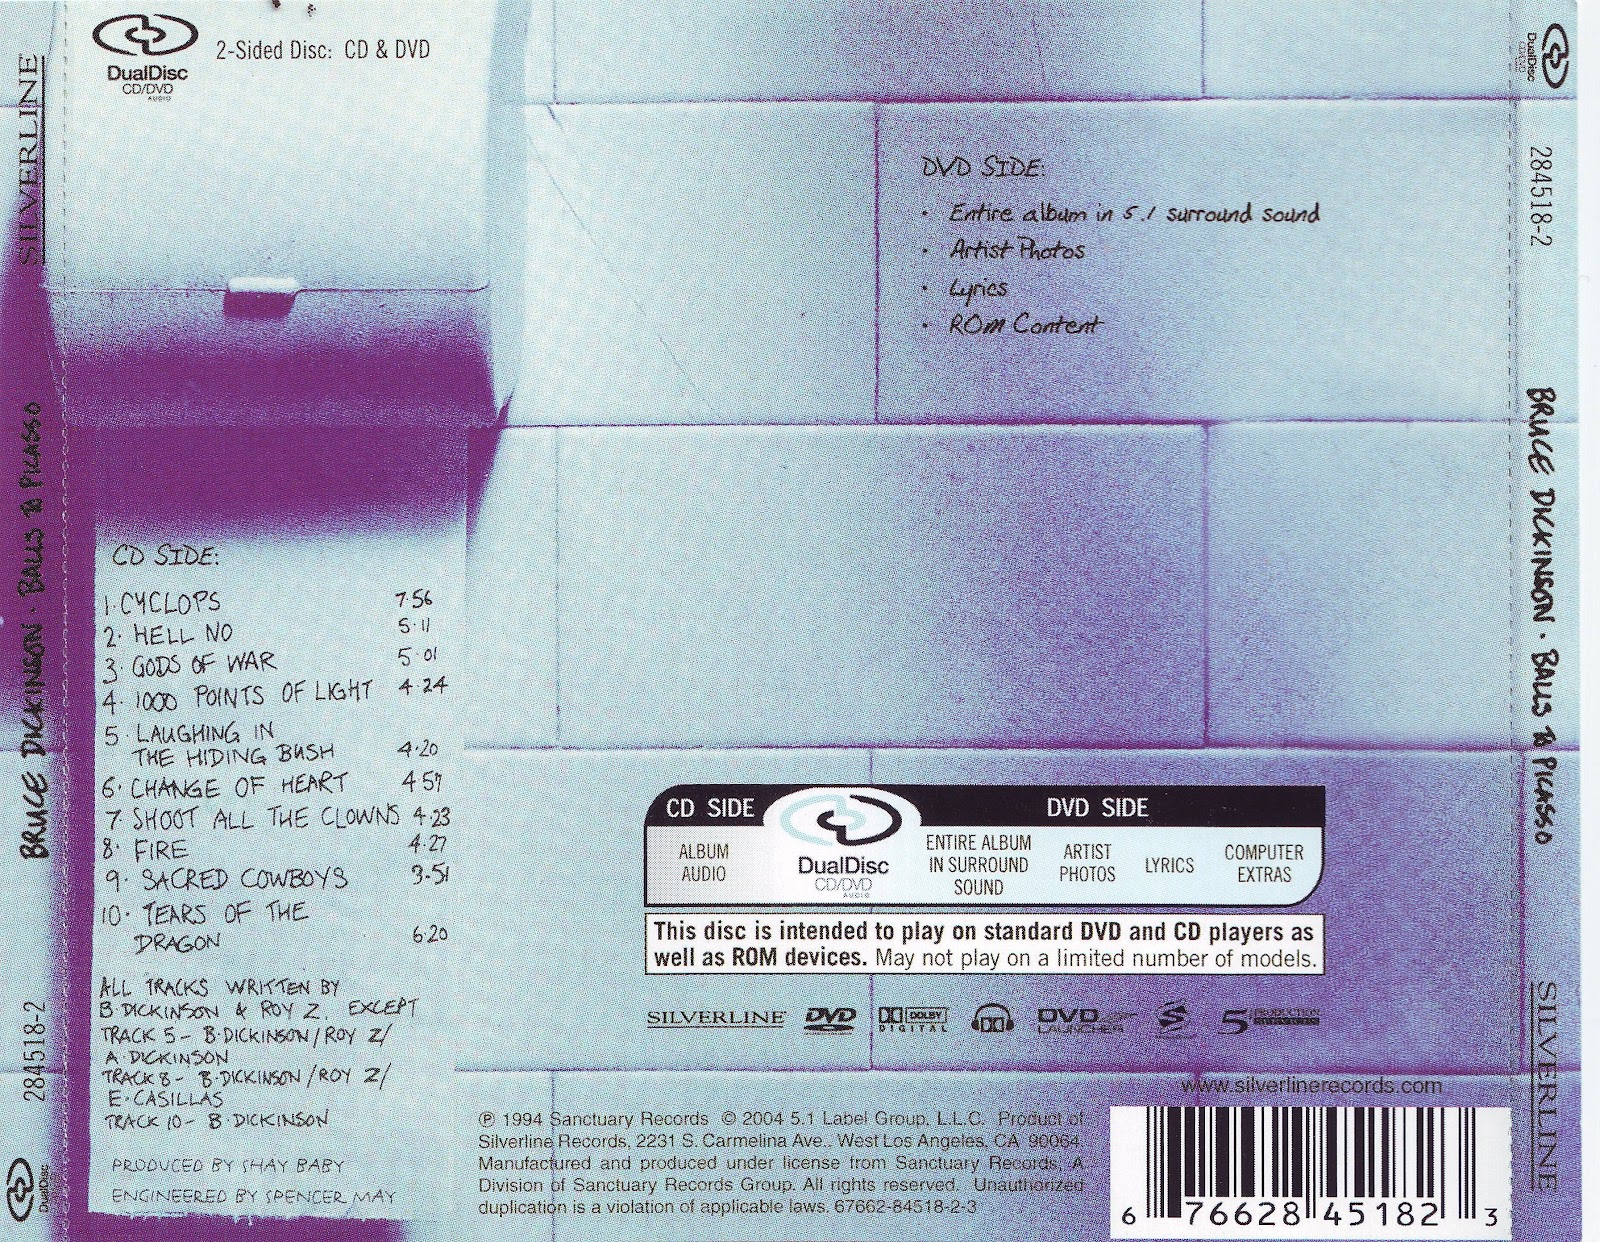 DualDisc
CD/DVD
AUDIO
2-Sided Disc: CD & DVD
SILVERLINE
BRUCE DICKINSON · BALLS TO PICASSO
284518-2
DualDisc
DVD SIDE:
· Entire album in 5.1 surround sound
· Artist Photos
· Lyrics
· ROM Content
CD SIDE:
1· CYCLOPS 7·56
2· HELL NO 5·11
3· GODS OF WAR 5·01
4· 1000 POINTS OF LIGHT 4·24
5· LAUGHING IN
THE HIDING BUSH 4·20
6· CHANGE OF HEART 4 57
7 SHOOT ALL THE CLOWNS 4·23
8· FIRE 4·27
9· SACRED COWBOYS 3·51
10· TEARS OF THE
DRAGON 6·20
ALL TRACKS WRITTEN BY
B·DICKINSON & ROY Z, EXCEPT
TRACK 5 - B·DICKINSON/ROY Z/
A·DICKINSON
TRACK 8 - B·DICKINSON/ROY Z/
E·CASILLAS
TRACK 10 - B·DICKINSON
PRODUCED BY SHAY BABY
ENGINEERED BY SPENCER MAY
CD SIDE
DVD SIDE
ALBUM
AUDIO
DualDisc
CD/DVD
AUDIO
ENTIRE ALBUM
IN SURROUND
SOUND
ARTIST
PHOTOS
LYRICS
COMPUTER
EXTRAS
This disc is intended to play on standard DVD and CD players as
well as ROM devices. May not play on a limited number of models.
SILVERLINE DVD DOLBY DIGITAL DVD LAUNCHER 5 PRODUCTION SERVICES
www.silverlinerecords.com
℗ 1994 Sanctuary Records © 2004 5.1 Label Group, L.L.C. Product of
Silverline Records, 2231 S. Carmelina Ave., West Los Angeles, CA 90064.
Manufactured and produced under license from Sanctuary Records, A
Division of Sanctuary Records Group. All rights reserved. Unauthorized
duplication is a violation of applicable laws. 67662-84518-2-3
6 76628 45182 3
DualDisc
CD/DVD
284518-2
BRUCE DICKINSON · BALLS TO PICASSO
SILVERLINE